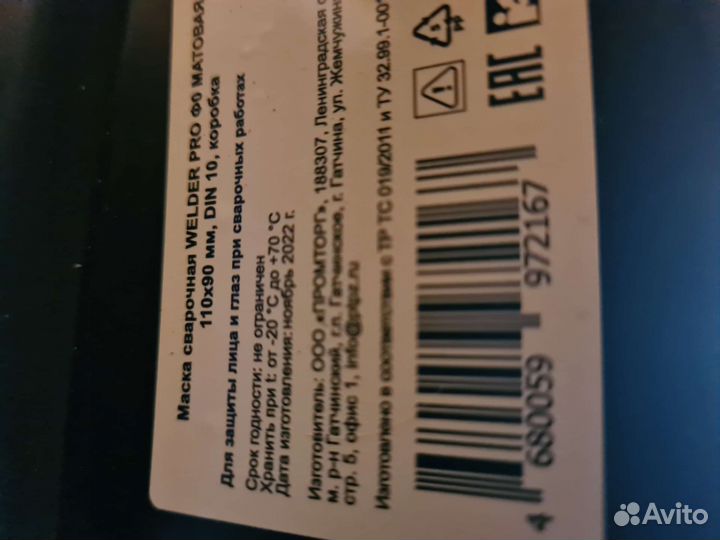 Маска сварочная WELDER PRO Ф0 МАТОВАЯ
110x90 мм, DIN 10, коробка
Для защиты лица и глаз при сварочных работах
Срок годности: не ограничен
Хранить при t: от -20 °C до +70 °C
Дата изготовления: ноябрь 2022 г.
Изготовитель: ООО «ПРОМТОРГ», 188307, Ленинградская
м. р-н Гатчинский, г.п. Гатчинское, г. Гатчина, ул. Жемчужин
стр. 5, офис 1,
Изготовлено в соответствии с ТР ТС 019/2011 и ТУ 32.99.1-00
EAC
4 680059 972167
Avito